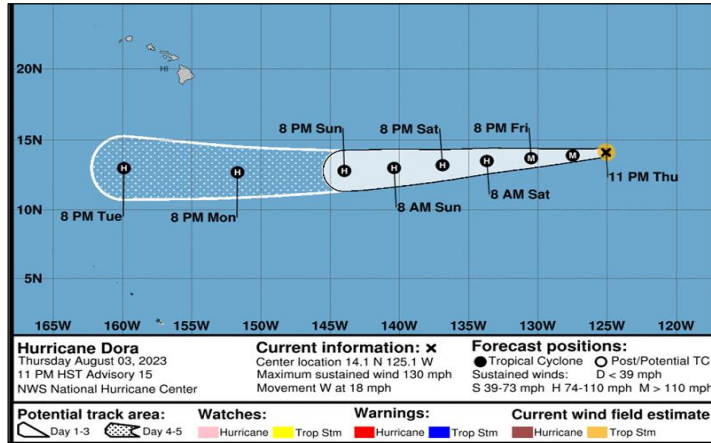 20N
HI
15N
8 PM Sun
8 PM Sat
8 PM Fri
H
H
H
H
H
H
M
M
11 PM Thu
8 AM Sat
8 AM Sun
8 PM Mon
8 PM Tue
10N
5N
165W 160W 155W 150W 145W 140W 135W 130W 125W 120W
Hurricane Dora
Thursday August 03, 2023
11 PM HST Advisory 15
NWS National Hurricane Center
Current information: ×
Center location 14.1 N 125.1 W
Maximum sustained wind 130 mph
Movement W at 18 mph
Forecast positions:
Tropical Cyclone Post/Potential TC
Sustained winds: D < 39 mph
S 39-73 mph H 74-110 mph M > 110 mph
Potential track area:
Day 1-3 Day 4-5
Watches:
Hurricane Trop Stm
Warnings:
Hurricane Trop Stm
Current wind field estimate
Hurricane Trop Stm